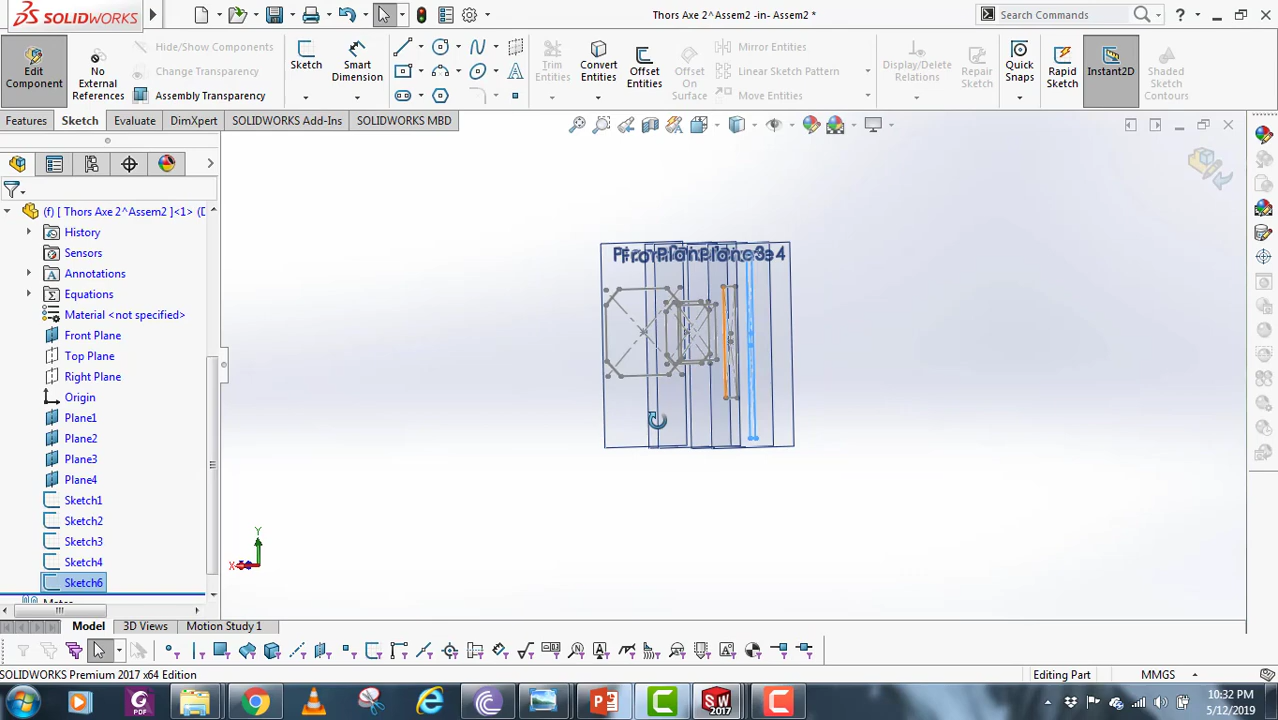 SOLIDWORKS
Thors Axe 2^Assem2 -in- Assem2 *
Search Commands
?
Edit Component
No External References
Hide/Show Components
Change Transparency
Assembly Transparency
Sketch
Smart Dimension
Trim Entities
Convert Entities
Offset Entities
Offset On Surface
Mirror Entities
Linear Sketch Pattern
Move Entities
Display/Delete Relations
Repair Sketch
Quick Snaps
Rapid Sketch
Instant2D
Shaded Sketch Contours
Features
Sketch
Evaluate
DimXpert
SOLIDWORKS Add-Ins
SOLIDWORKS MBD
(f) [ Thors Axe 2^Assem2 ]<1> (D
History
Sensors
Annotations
Equations
Material <not specified>
Front Plane
Top Plane
Right Plane
Origin
Plane1
Plane2
Plane3
Plane4
Sketch1
Sketch2
Sketch3
Sketch4
Sketch6
Mates
Y
X
Model
3D Views
Motion Study 1
SOLIDWORKS Premium 2017 x64 Edition
Editing Part
MMGS
SW
2017
10:32 PM
5/12/2019